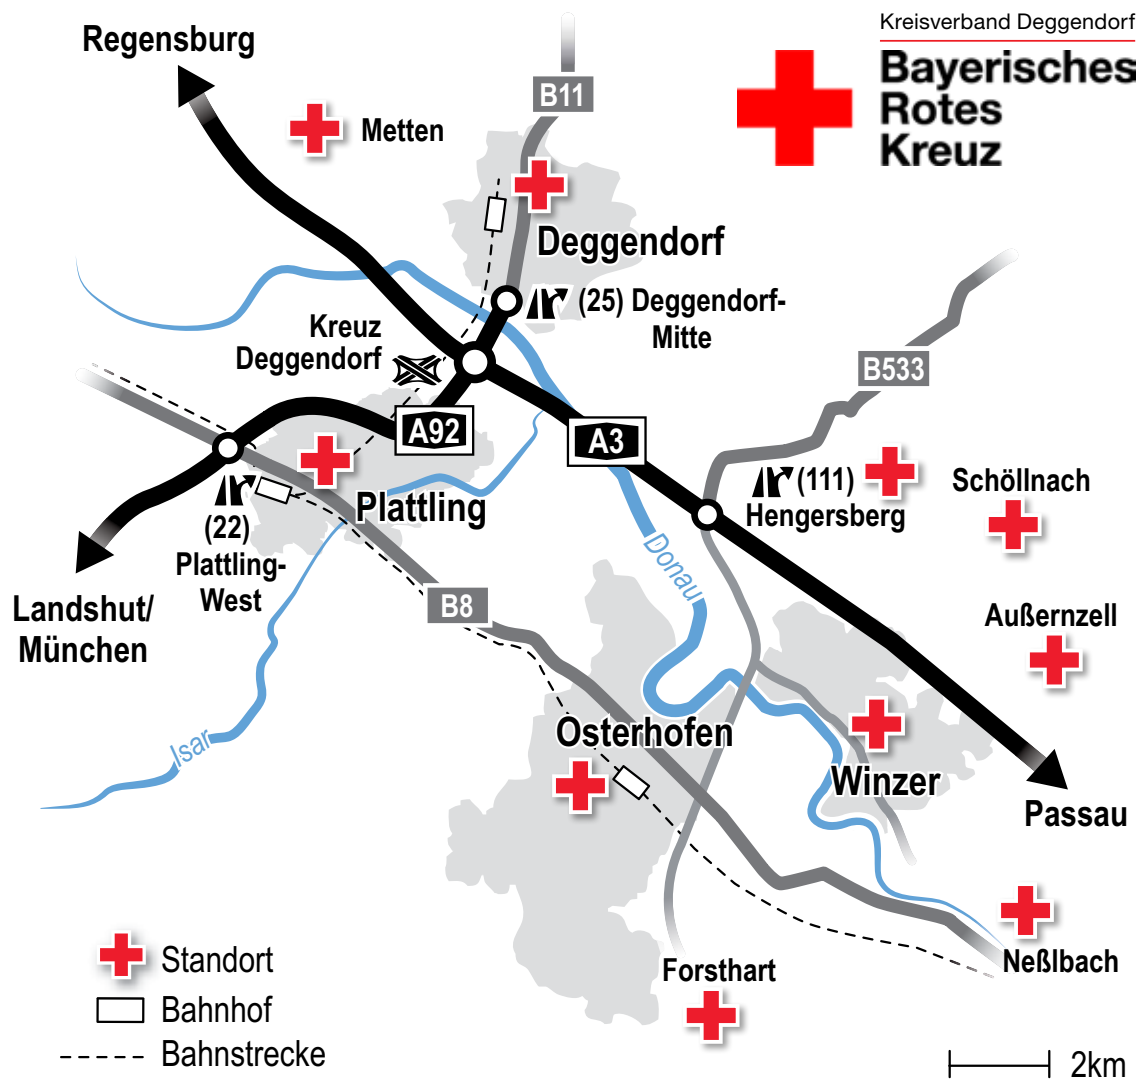 Kreisverband Deggendorf
Bayerisches
Rotes
Kreuz
Regensburg
B11
Metten
Deggendorf
(25) Deggendorf-
Mitte
Kreuz
Deggendorf
B533
A92
A3
(111)
Hengersberg
Schöllnach
Plattling
(22)
Plattling-
West
Donau
Landshut/
München
B8
Außernzell
Isar
Osterhofen
Winzer
Passau
Neßlbach
Forsthart
Standort
Bahnhof
Bahnstrecke
2km